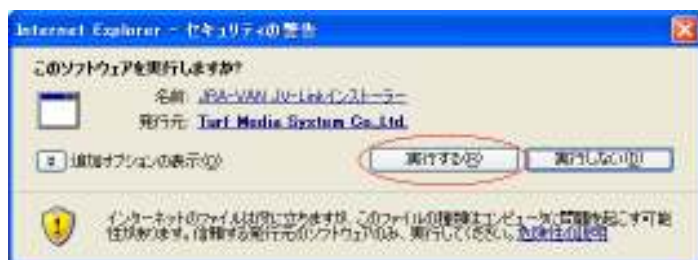 Internet Explorer - セキュリティの警告
このソフトウェアを実行しますか?
名前: JRA-VAN JV-Linkインストーラー
発行元: Turf Media System Co.,Ltd.
追加オプションの表示(O)
実行する(R)
実行しない(D)
インターネットのファイルは役に立ちますが、このファイルの種類はコンピュータに問題を起こす可能
性があります。信頼する発行元のソフトウェアのみ、実行してください。危険性の説明